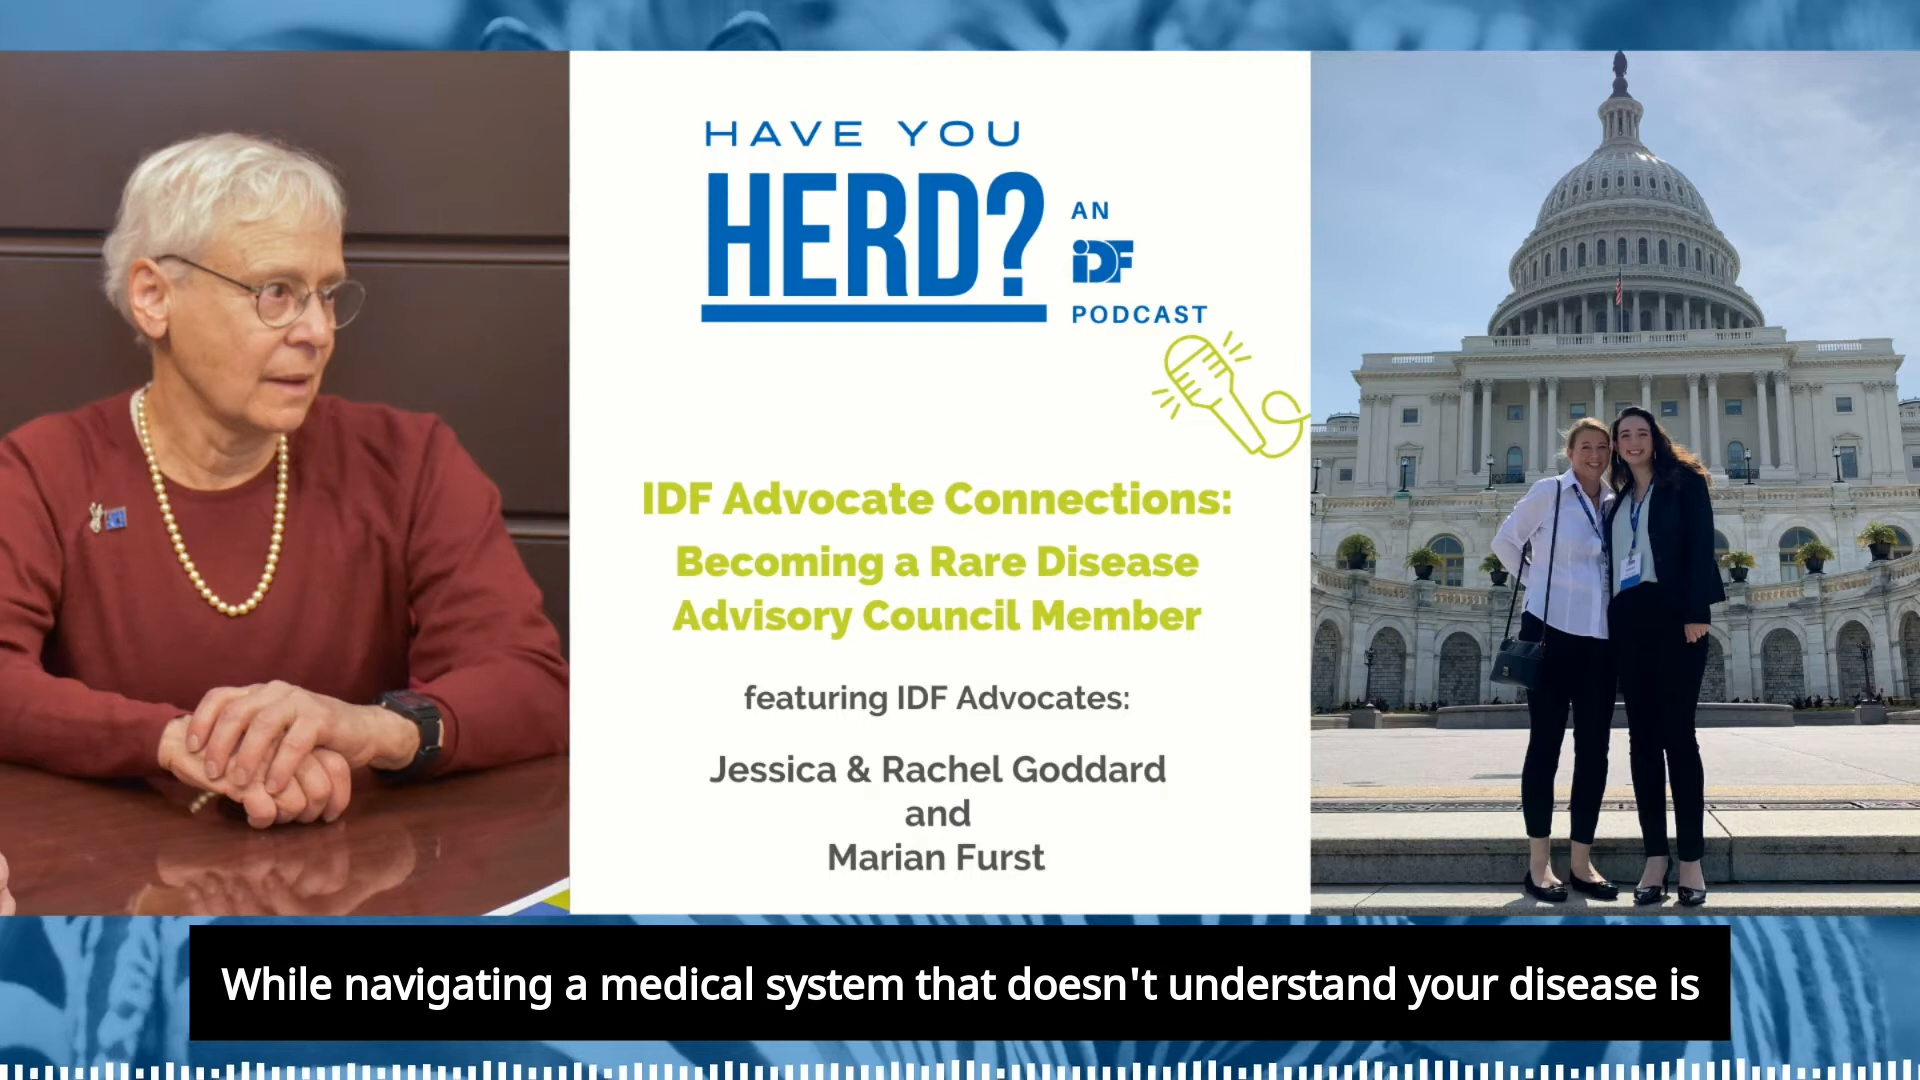 HAVE YOU
HERD?
AN
IDF
PODCAST
IDF Advocate Connections:
Becoming a Rare Disease
Advisory Council Member
featuring IDF Advocates:
Jessica & Rachel Goddard
and
Marian Furst
While navigating a medical system that doesn't understand your disease is